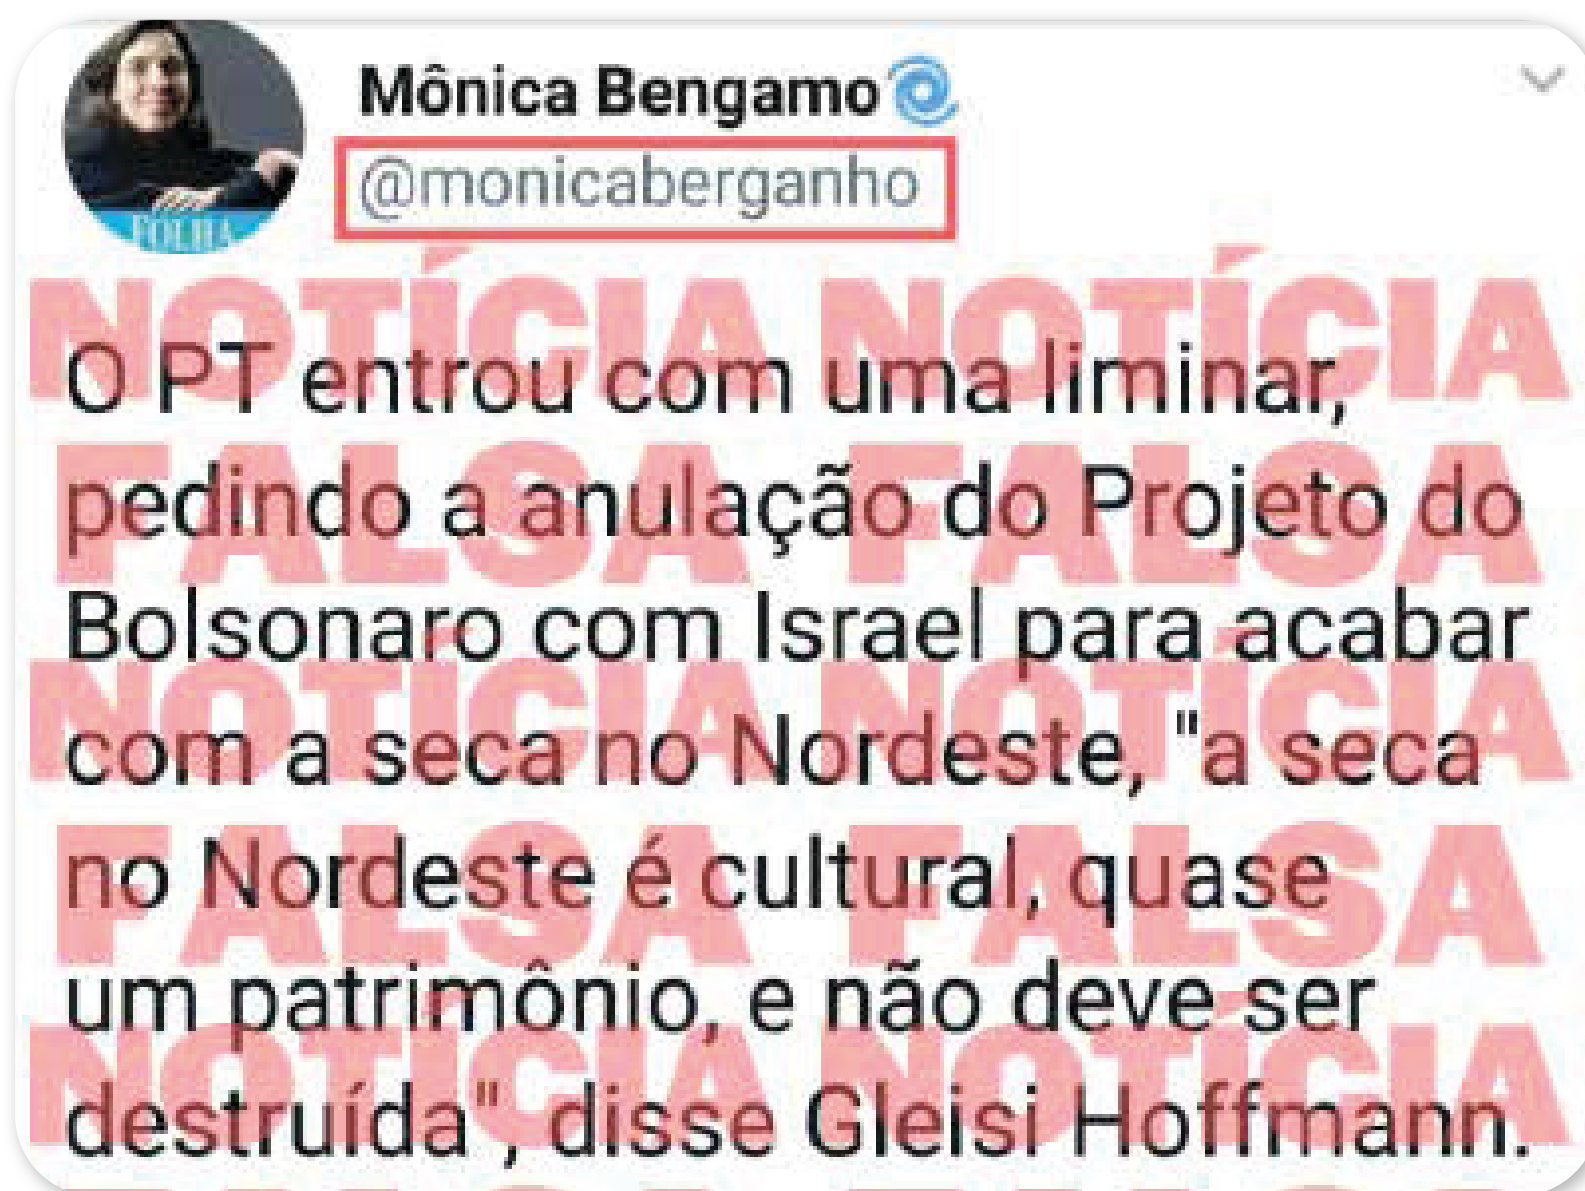 Mônica Bengamo
@monicaberganho
FOLHA
NOTÍCIA NOTÍCIA
O PT entrou com uma liminar,
FALSA FALSA
pedindo a anulação do Projeto do
Bolsonaro com Israel para acabar
NOTÍCIA NOTÍCIA
com a seca no Nordeste, "a seca
FALSA FALSA
no Nordeste é cultural, quase
um patrimônio, e não deve ser
NOTÍCIA NOTÍCIA
destruída", disse Gleisi Hoffmann.